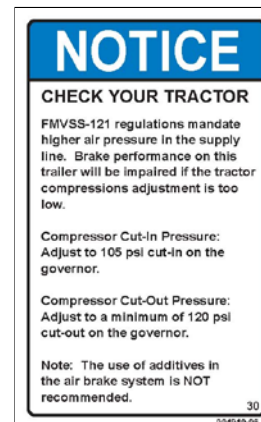 NOTICE
CHECK YOUR TRACTOR
FMVSS-121 regulations mandate
higher air pressure in the supply
line. Brake performance on this
trailer will be impaired if the tractor
compressions adjustment is too
low.
Compressor Cut-In Pressure:
Adjust to 105 psi cut-in on the
governor.
Compressor Cut-Out Pressure:
Adjust to a minimum of 120 psi
cut-out on the governor.
Note: The use of additives in
the air brake system is NOT
recommended.
30